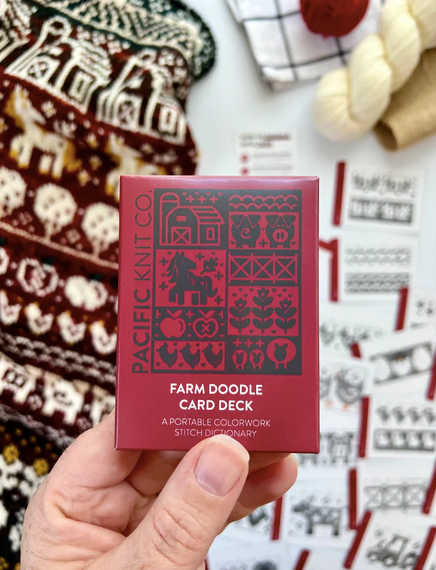 PACIFIC KNIT CO.
FARM DOODLE
CARD DECK
A PORTABLE COLORWORK
STITCH DICTIONARY